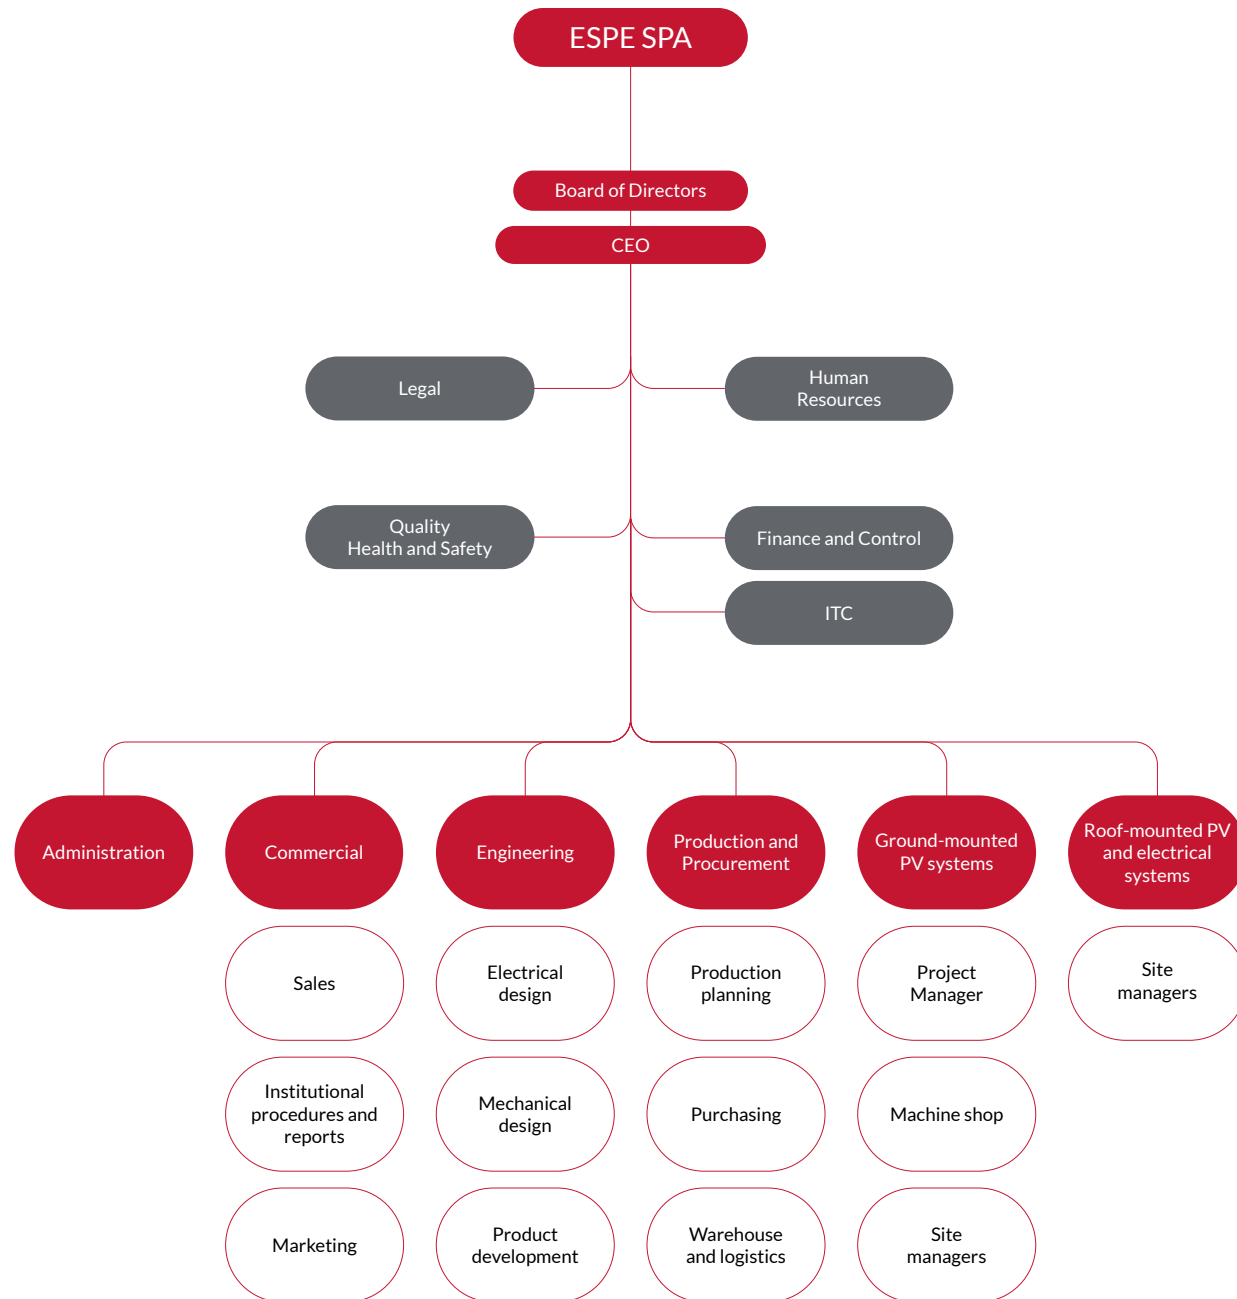 ESPE SPA
Board of Directors
CEO
Legal
Human
Resources
Quality
Health and Safety
Finance and Control
ITC
Administration
Commercial
Engineering
Production and
Procurement
Ground-mounted
PV systems
Roof-mounted PV
and electrical
systems
Sales
Electrical
design
Production
planning
Project
Manager
Site
managers
Institutional
procedures and
reports
Mechanical
design
Purchasing
Machine shop
Marketing
Product
development
Warehouse
and logistics
Site
managers